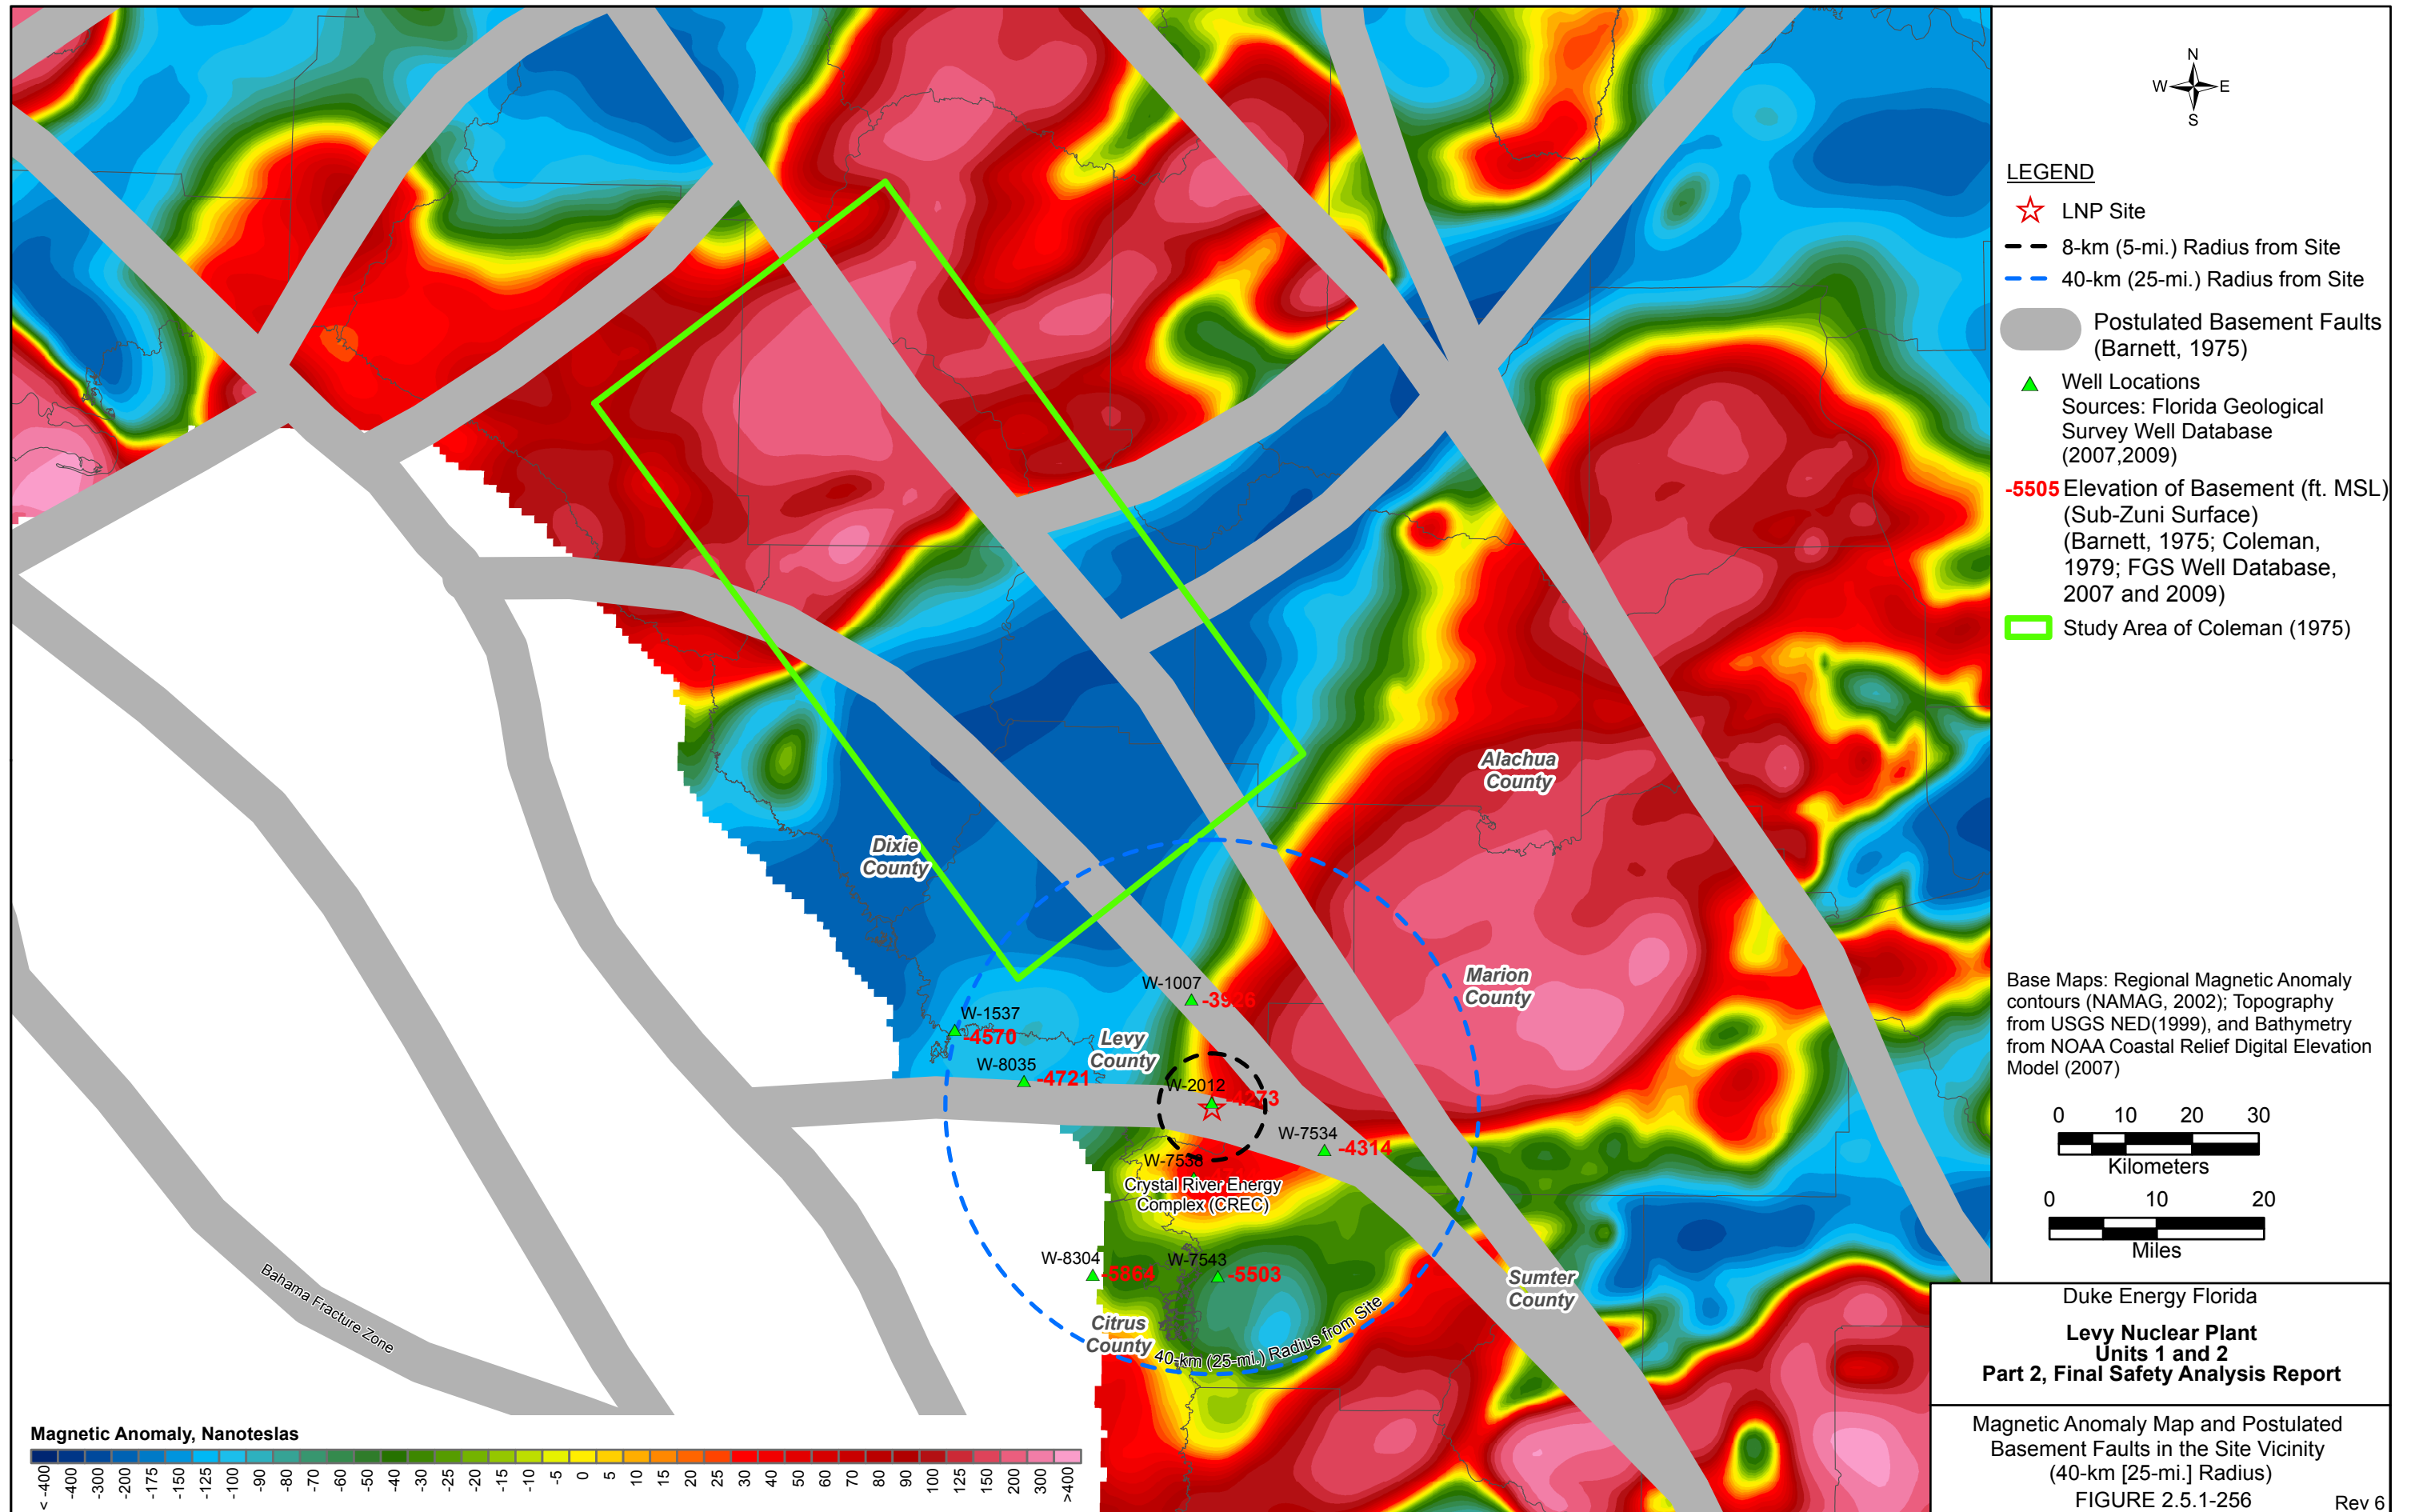 N
W
E
S
LEGEND
LNP Site
8-km (5-mi.) Radius from Site
40-km (25-mi.) Radius from Site
Postulated Basement Faults
(Barnett, 1975)
Well Locations
Sources: Florida Geological
Survey Well Database
(2007,2009)
-5505 Elevation of Basement (ft. MSL)
(Sub-Zuni Surface)
(Barnett, 1975; Coleman,
1979; FGS Well Database,
2007 and 2009)
Study Area of Coleman (1975)
Alachua
County
Dixie
County
Marion
County
W-1007
-3926
W-1537
-4570
Levy
County
W-8035
-4721
W-2012
-4273
W-7534
-4314
W-7538
Crystal River Energy
Complex (CREC)
W-8304
-5864
W-7543
-5503
Sumter
County
Citrus
County
40-km (25-mi.) Radius from Site
Bahama Fracture Zone
Base Maps: Regional Magnetic Anomaly
contours (NAMAG, 2002); Topography
from USGS NED(1999), and Bathymetry
from NOAA Coastal Relief Digital Elevation
Model (2007)
0 10 20 30
Kilometers
0 10 20
Miles
Magnetic Anomaly, Nanoteslas
< -400 -400 -300 -200 -175 -150 -125 -100 -90 -80 -70 -60 -50 -40 -30 -25 -20 -15 -10 -5 0 5 10 15 20 25 30 40 50 60 70 80 90 100 125 150 200 300 >400
Duke Energy Florida
Levy Nuclear Plant
Units 1 and 2
Part 2, Final Safety Analysis Report
Magnetic Anomaly Map and Postulated
Basement Faults in the Site Vicinity
(40-km [25-mi.] Radius)
FIGURE 2.5.1-256
Rev 6